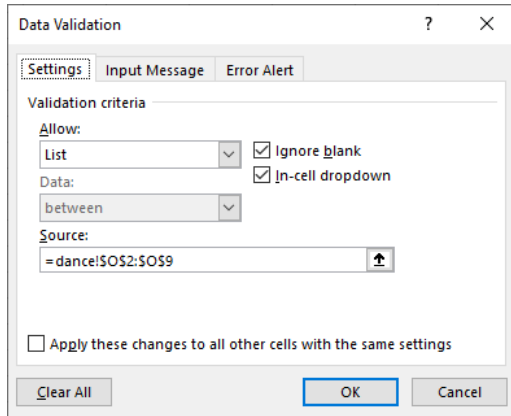 Data Validation ? ×
Settings Input Message Error Alert
Validation criteria
Allow:
List
Ignore blank
In-cell dropdown
Data:
between
Source:
=dance!$O$2:$O$9
Apply these changes to all other cells with the same settings
Clear All OK Cancel